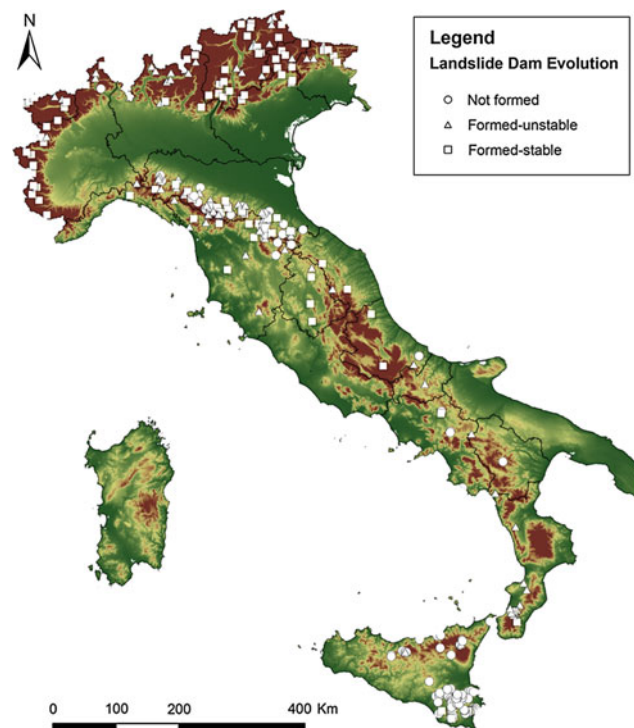 N
Legend
Landslide Dam Evolution
Not formed
Formed-unstable
Formed-stable
0 100 200 400 Km